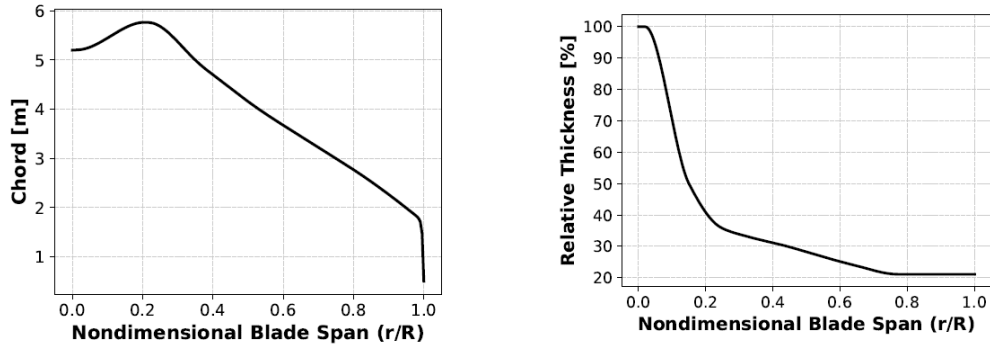 6
5
4
3
2
1
Chord [m]
0.0 0.2 0.4 0.6 0.8 1.0
Nondimensional Blade Span (r/R)
100
90
80
70
60
50
40
30
20
Relative Thickness [%]
0.0 0.2 0.4 0.6 0.8 1.0
Nondimensional Blade Span (r/R)